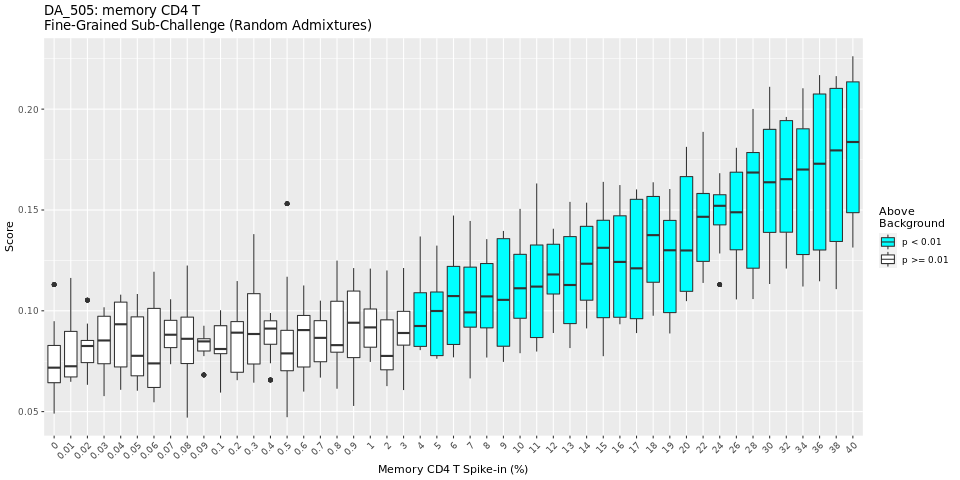 DA_505: memory CD4 T
Fine-Grained Sub-Challenge (Random Admixtures)
Score
0.20
0.15
0.10
0.05
0 0.01 0.02 0.03 0.04 0.05 0.06 0.07 0.08 0.09 0.1 0.2 0.3 0.4 0.5 0.6 0.7 0.8 0.9 1 2 3 4 5 6 7 8 9 10 11 12 13 14 15 16 17 18 19 20 22 24 26 28 30 32 34 36 38 40
Memory CD4 T Spike-in (%)
Above
Background
p < 0.01
p >= 0.01